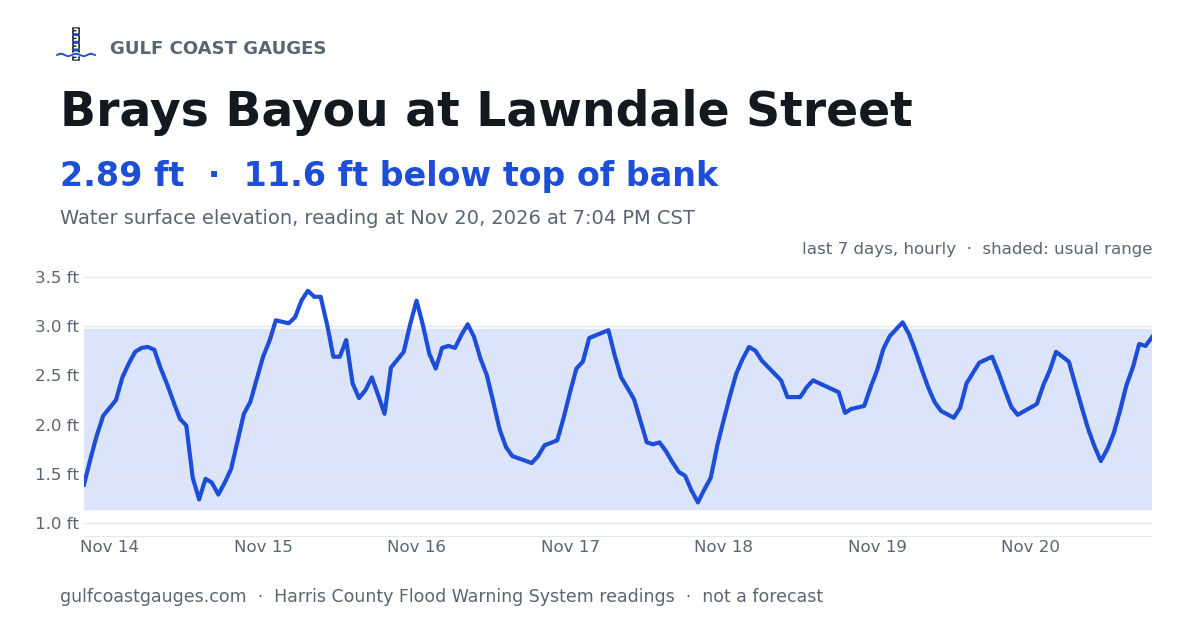 GULF COAST GAUGES
Brays Bayou at Lawndale Street
2.89 ft · 11.6 ft below top of bank
Water surface elevation, reading at Nov 20, 2026 at 7:04 PM CST
last 7 days, hourly · shaded: usual range
3.5 ft
3.0 ft
2.5 ft
2.0 ft
1.5 ft
1.0 ft
Nov 14 Nov 15 Nov 16 Nov 17 Nov 18 Nov 19 Nov 20
gulfcoastgauges.com · Harris County Flood Warning System readings · not a forecast